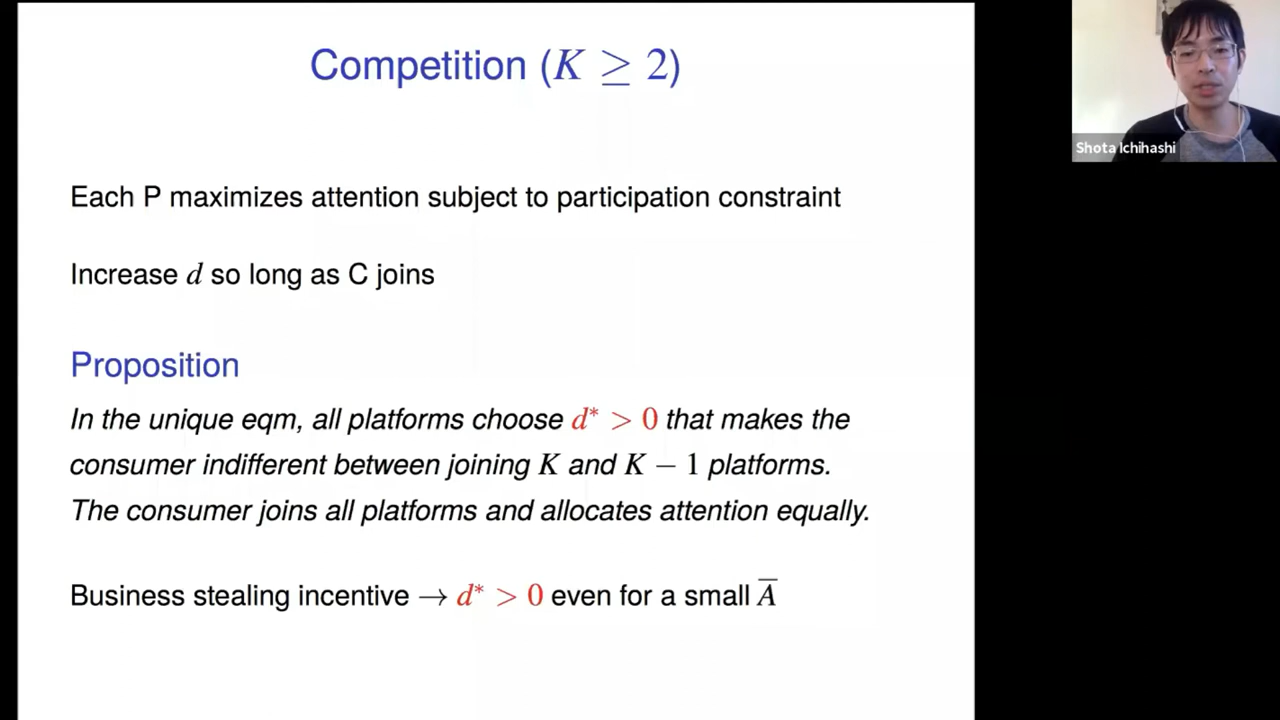 Competition (K ≥ 2)
Shota Ichihashi
Each P maximizes attention subject to participation constraint
Increase d so long as C joins
Proposition
In the unique eqm, all platforms choose d* > 0 that makes the
consumer indifferent between joining K and K − 1 platforms.
The consumer joins all platforms and allocates attention equally.
Business stealing incentive → d* > 0 even for a small A̅